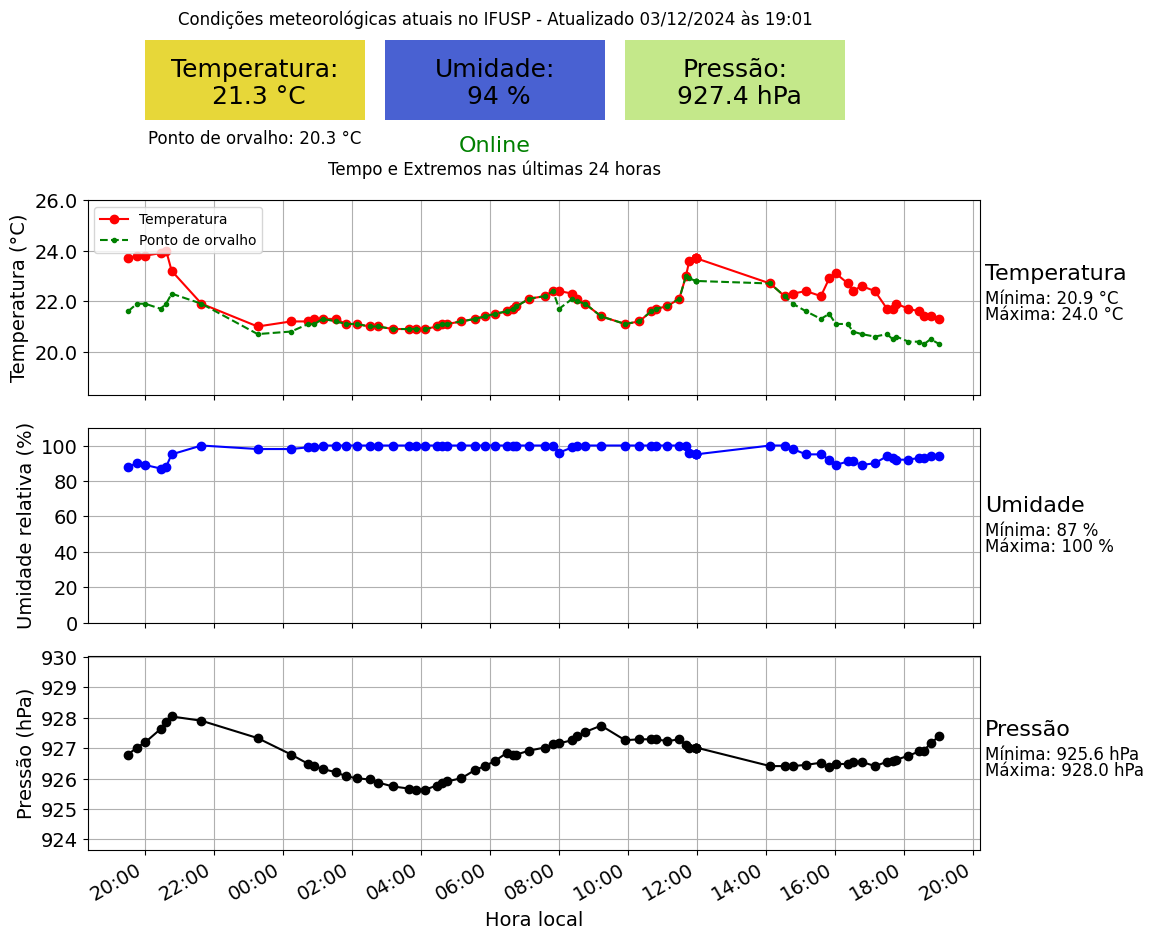 Condições meteorológicas atuais no IFUSP - Atualizado 03/12/2024 às 19:01
Temperatura:
21.3 °C
Umidade:
94 %
Pressão:
927.4 hPa
Ponto de orvalho: 20.3 °C
Online
Tempo e Extremos nas últimas 24 horas
Temperatura (°C)
26.0
24.0
22.0
20.0
Temperatura
Ponto de orvalho
Temperatura
Mínima: 20.9 °C
Máxima: 24.0 °C
Umidade relativa (%)
100
80
60
40
20
0
Umidade
Mínima: 87 %
Máxima: 100 %
Pressão (hPa)
930
929
928
927
926
925
924
Pressão
Mínima: 925.6 hPa
Máxima: 928.0 hPa
20:00 22:00 00:00 02:00 04:00 06:00 08:00 10:00 12:00 14:00 16:00 18:00 20:00
Hora local